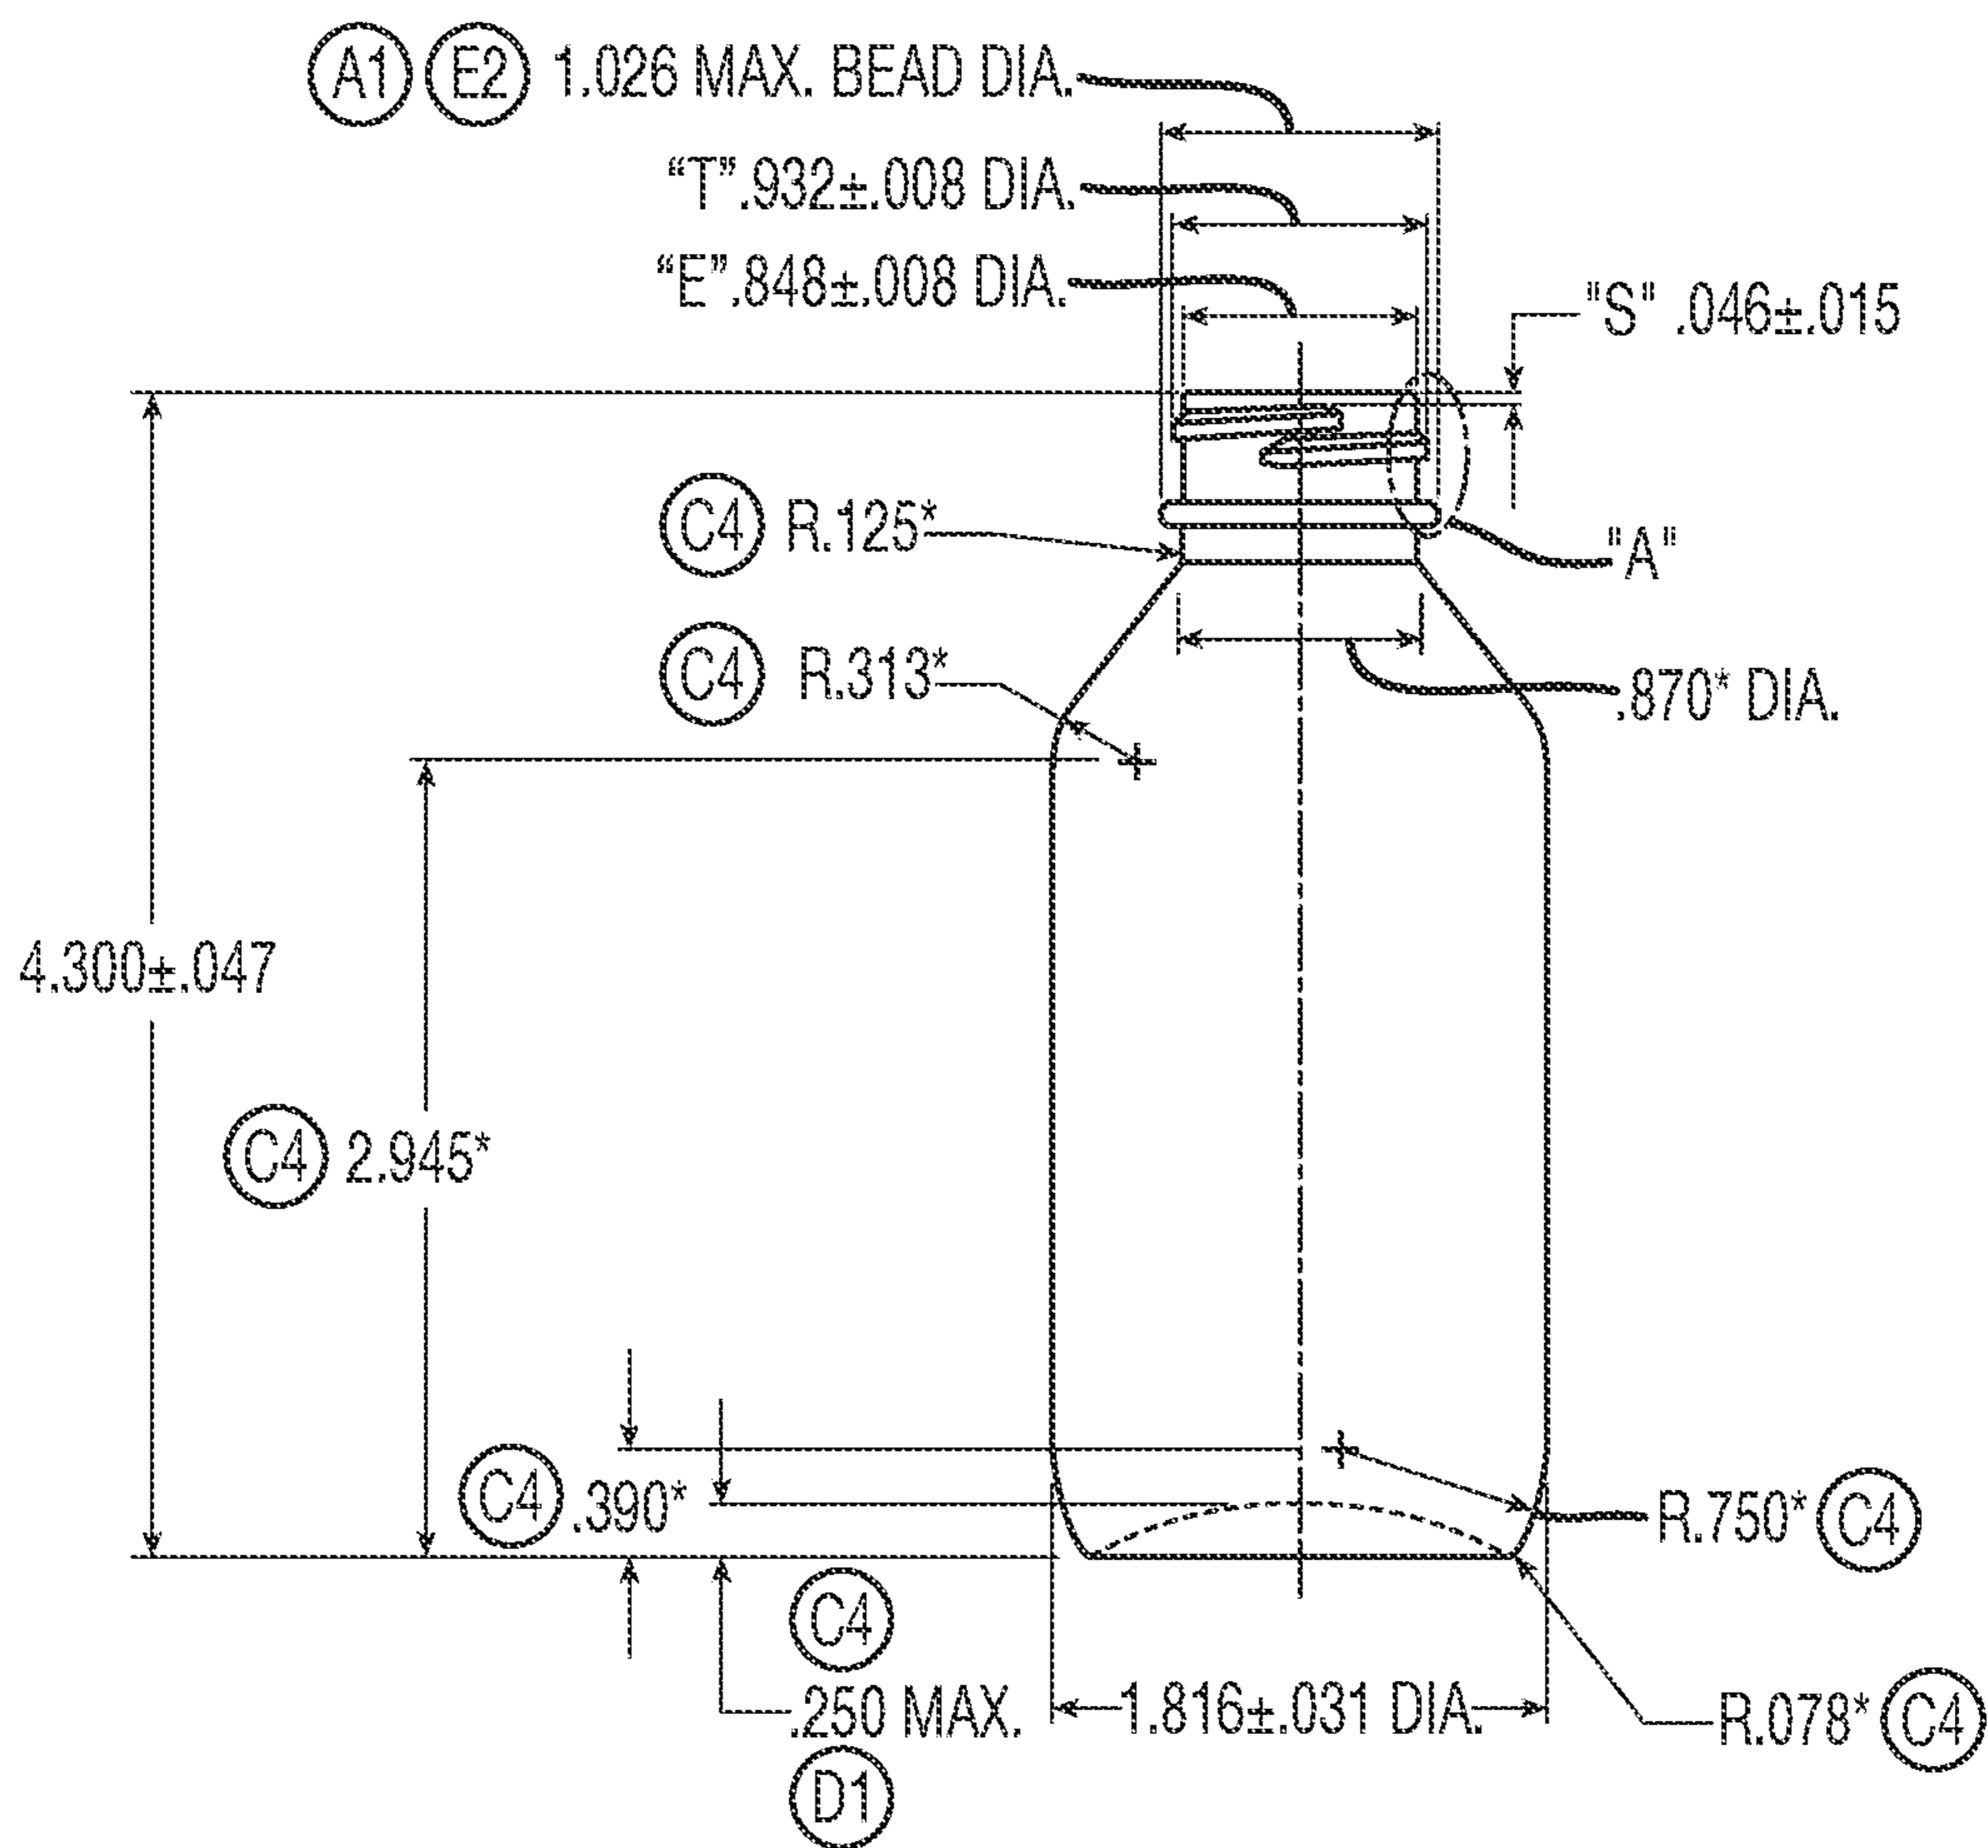 A1 E2 1.026 MAX. BEAD DIA.
“T”.932±.008 DIA.
“E”.848±.008 DIA.
"S" .046±.015
C4 R.125*
"A"
C4 R.313*
.870* DIA.
4.300±.047
C4 2.945*
C4 .390*
R.750* C4
C4
.250 MAX.
D1
1.816±.031 DIA.
R.078* C4